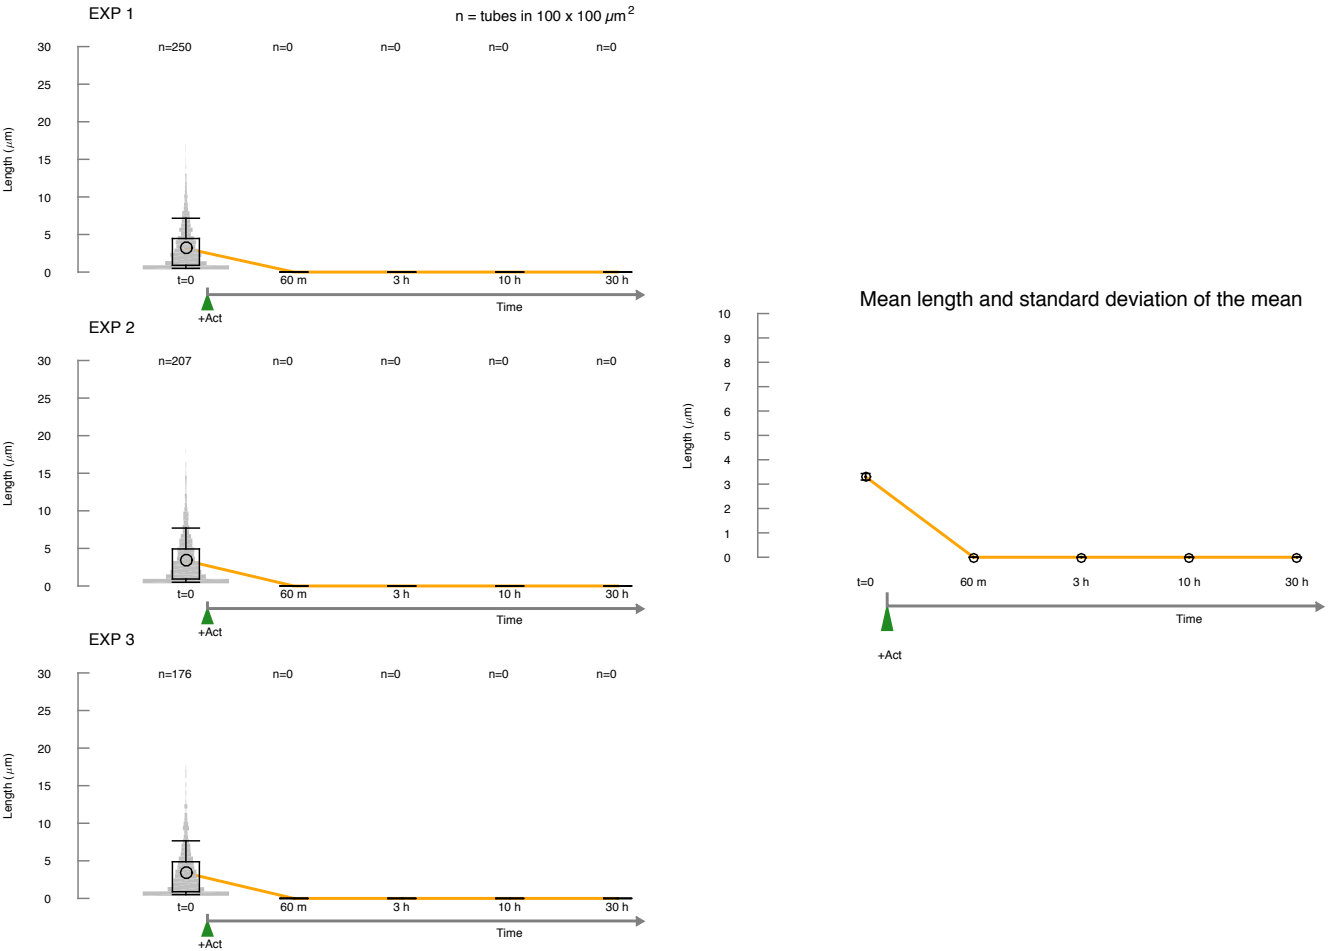 EXP 1
n = tubes in 100 x 100 μm2
30 n=250 n=0 n=0 n=0 n=0
25
20
15
10
5
0
Length (μm)
t=0 60 m 3 h 10 h 30 h
Time
+Act
EXP 2
30 n=207 n=0 n=0 n=0 n=0
25
20
15
10
5
0
Length (μm)
t=0 60 m 3 h 10 h 30 h
Time
+Act
EXP 3
30 n=176 n=0 n=0 n=0 n=0
25
20
15
10
5
0
Length (μm)
t=0 60 m 3 h 10 h 30 h
Time
+Act
Mean length and standard deviation of the mean
10
9
8
7
6
5
4
3
2
1
0
Length (μm)
t=0 60 m 3 h 10 h 30 h
Time
+Act